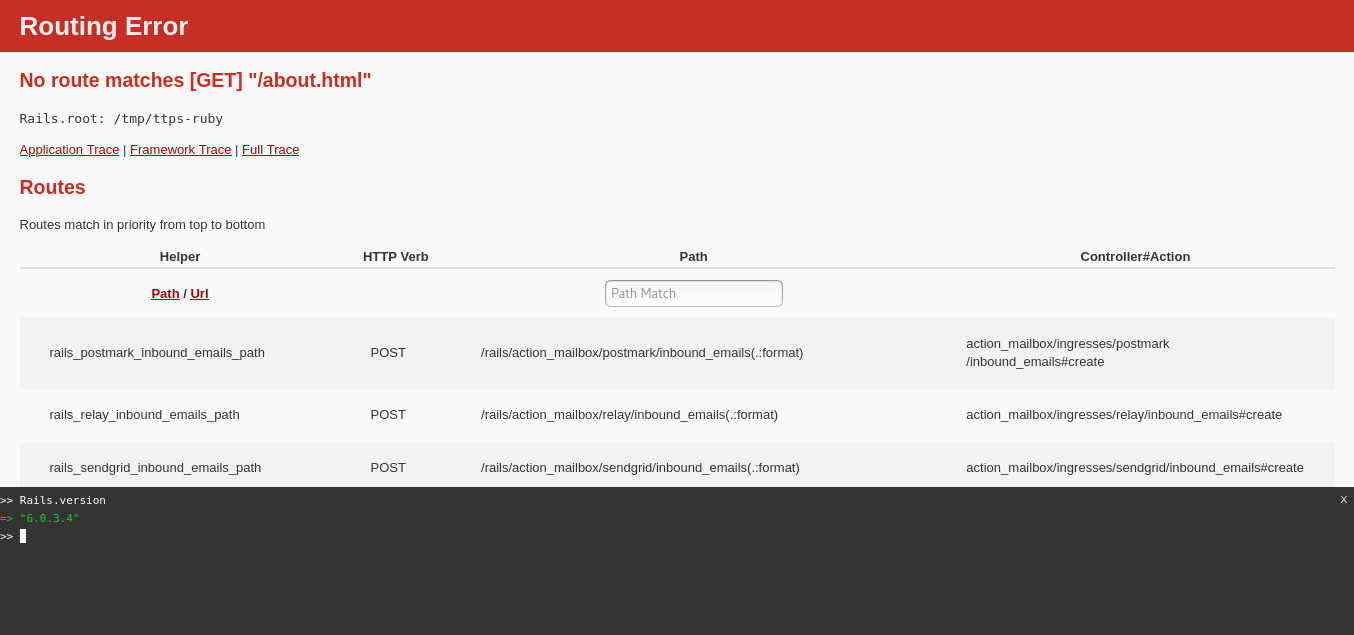 Routing Error
No route matches [GET] "/about.html"
Rails.root: /tmp/ttps-ruby
Application Trace | Framework Trace | Full Trace
Routes
Routes match in priority from top to bottom
Helper HTTP Verb Path Controller#Action
Path / Url Path Match
rails_postmark_inbound_emails_path POST /rails/action_mailbox/postmark/inbound_emails(.:format) action_mailbox/ingresses/postmark
/inbound_emails#create
rails_relay_inbound_emails_path POST /rails/action_mailbox/relay/inbound_emails(.:format) action_mailbox/ingresses/relay/inbound_emails#create
rails_sendgrid_inbound_emails_path POST /rails/action_mailbox/sendgrid/inbound_emails(.:format) action_mailbox/ingresses/sendgrid/inbound_emails#create
>> Rails.version x
=> "6.0.3.4"
>>